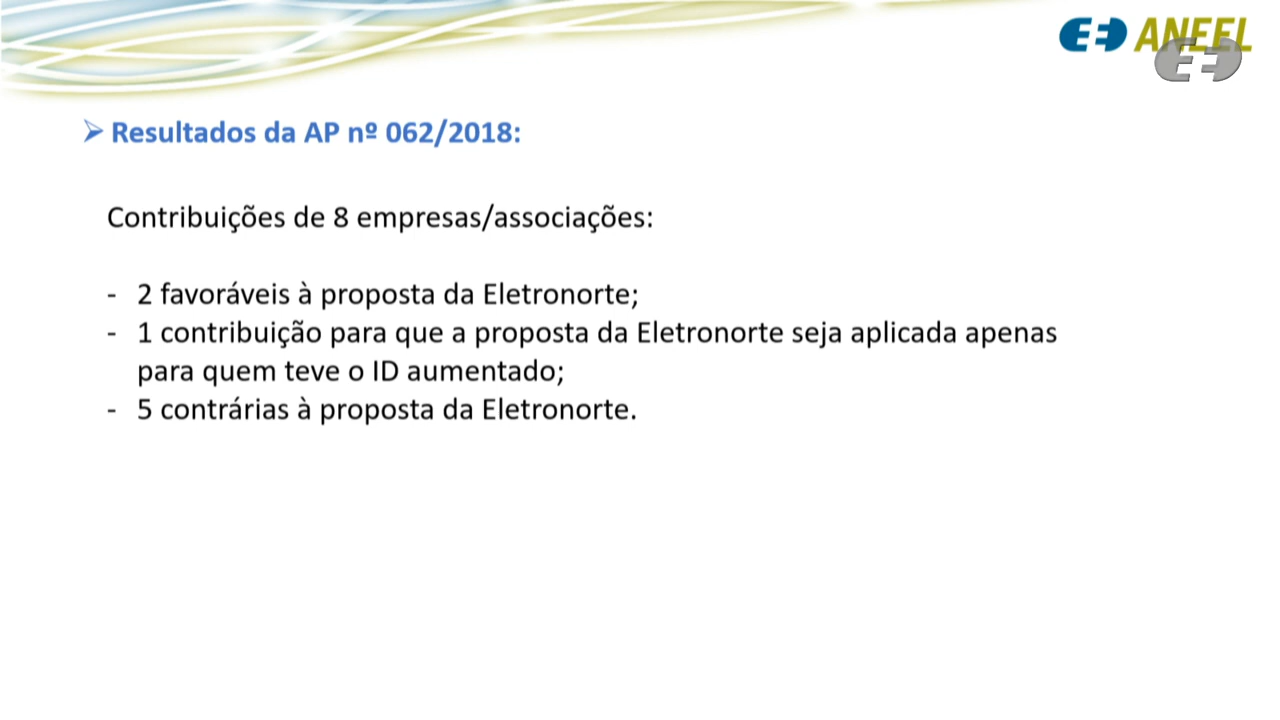 ANEEL
Resultados da AP nº 062/2018:
Contribuições de 8 empresas/associações:
- 2 favoráveis à proposta da Eletronorte;
- 1 contribuição para que a proposta da Eletronorte seja aplicada apenas
para quem teve o ID aumentado;
- 5 contrárias à proposta da Eletronorte.